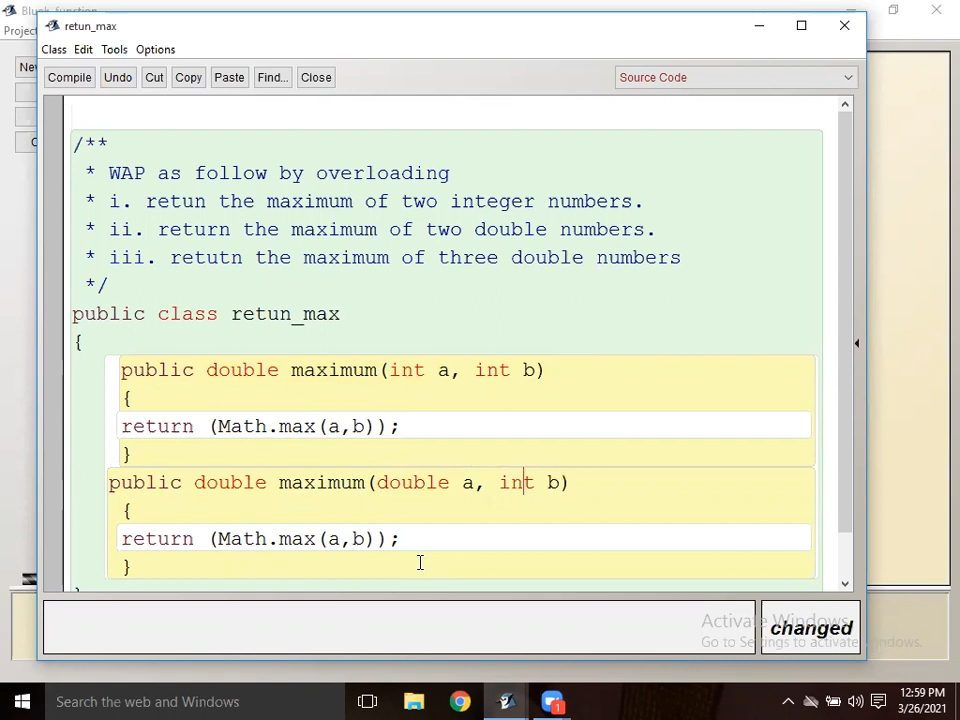 retun_max
Class Edit Tools Options
Compile Undo Cut Copy Paste Find... Close Source Code
/**
* WAP as follow by overloading
* i. retun the maximum of two integer numbers.
* ii. return the maximum of two double numbers.
* iii. retutn the maximum of three double numbers
*/
public class retun_max
{
public double maximum(int a, int b)
{
return (Math.max(a,b));
}
public double maximum(double a, int b)
{
return (Math.max(a,b));
}
changed
Activate Windows
Go to Settings to activate Windows.
Search the web and Windows
1
12:59 PM
3/26/2021